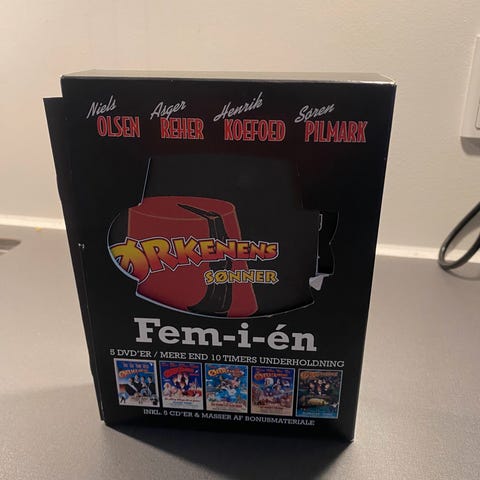 Niels OLSEN Asger REHER Henrik KOEFOED Søren PILMARK
ØRKENENS
SØNNER
Fem-i-én
5 DVD'ER / MERE END 10 TIMERS UNDERHOLDNING
INKL. 5 CD'ER & MASSER AF BONUSMATERIALE